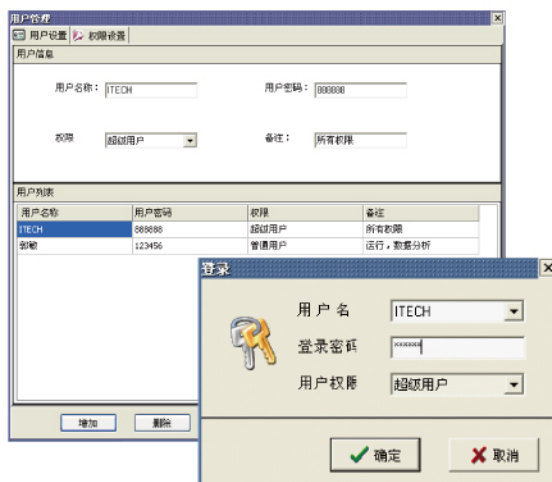 用户管理
用户设置 权限设置
用户信息
用户名称： ITECH 用户密码： 888888
权限 超级用户 备注： 所有权限
用户列表
用户名称 用户密码 权限 备注
ITECH 888888 超级用户 所有权限
郭敏 123456 普通用户 运行，数据分析
增加 删除
登录
用户名 ITECH
登录密码 ******
用户权限 超级用户
确定 取消